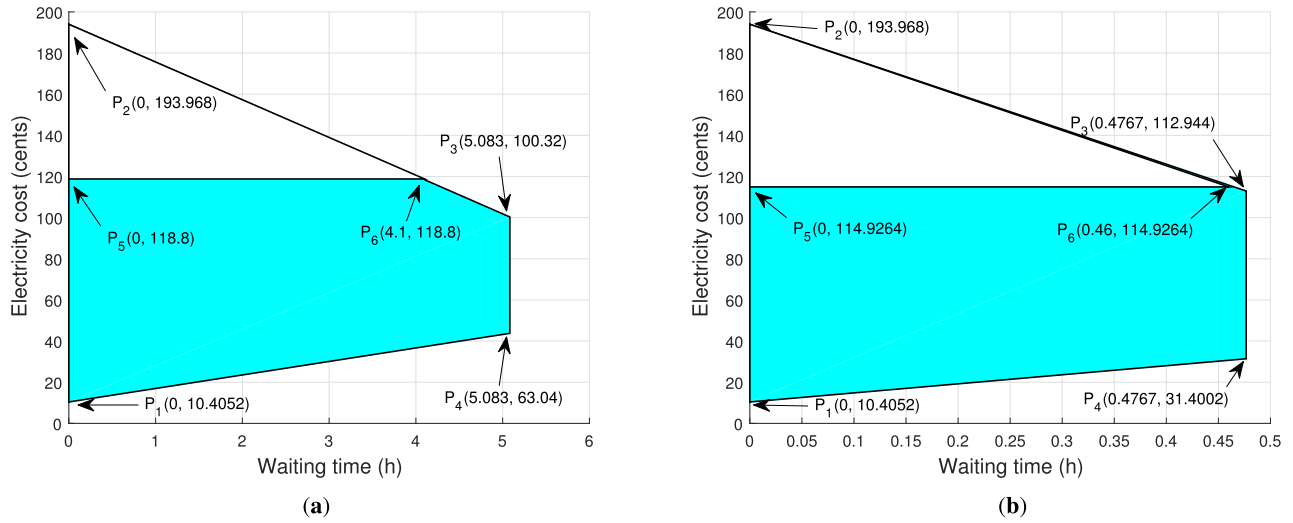 200
180
160
140
120
100
80
60
40
20
0
Electricity cost (cents)
P2(0, 193.968)
P3(5.083, 100.32)
P5(0, 118.8)
P6(4.1, 118.8)
P4(5.083, 63.04)
P1(0, 10.4052)
0 1 2 3 4 5 6
Waiting time (h)
(a)
200
180
160
140
120
100
80
60
40
20
0
Electricity cost (cents)
P2(0, 193.968)
P3(0.4767, 112.944)
P5(0, 114.9264)
P6(0.46, 114.9264)
P4(0.4767, 31.4002)
P1(0, 10.4052)
0 0.05 0.1 0.15 0.2 0.25 0.3 0.35 0.4 0.45 0.5
Waiting time (h)
(b)